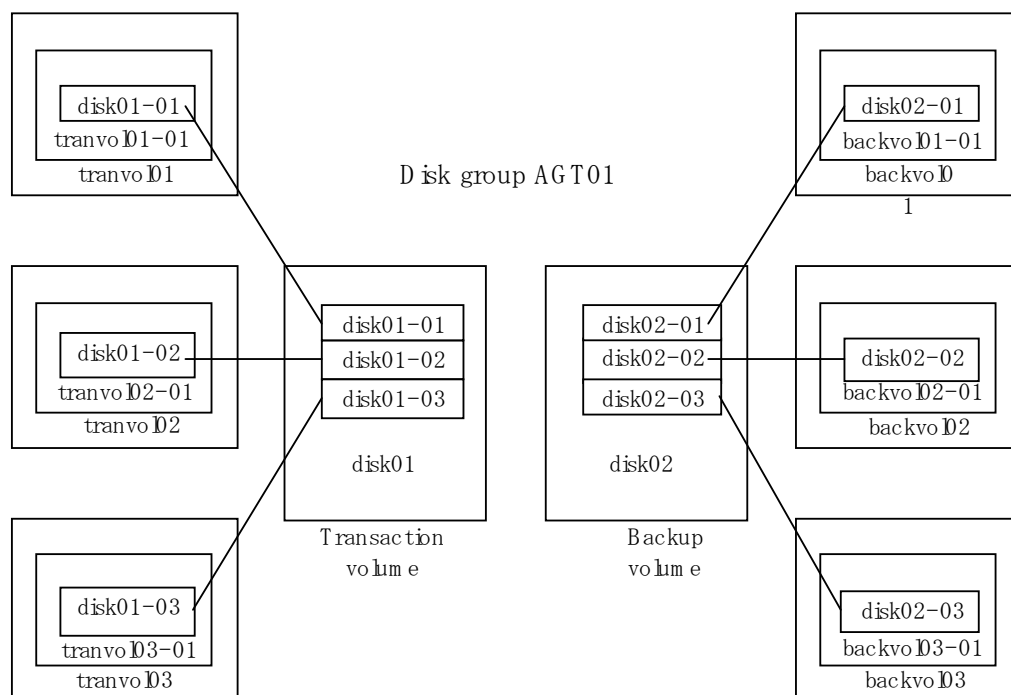 disk01-01
tranvol01-01
tranvol01
Disk group AGT01
disk02-01
backvol01-01
backvol0
1
disk01-02
tranvol02-01
tranvol02
disk01-01
disk01-02
disk01-03
disk01
Transaction
volume
disk02-01
disk02-02
disk02-03
disk02
Backup
volume
disk02-02
backvol02-01
backvol02
disk01-03
tranvol03-01
tranvol03
disk02-03
backvol03-01
backvol03